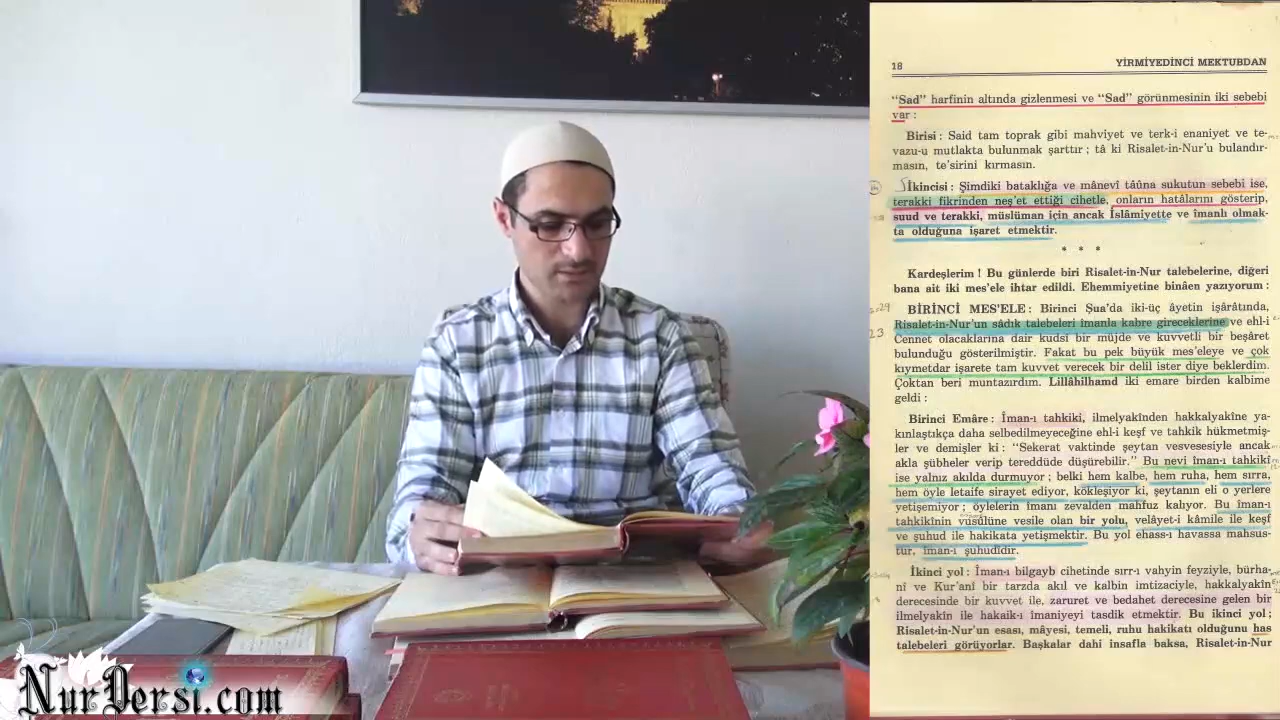 18
YİRMİYEDİNCİ MEKTUBDAN
"Sad" harfinin altında gizlenmesi ve "Sad" görünmesinin iki sebebi
var :
Birisi : Said tam toprak gibi mahviyet ve terk-i enaniyet ve te-
vazu-u mutlakta bulunmak şarttır ; tâ ki Risalet-in-Nur'u bulandır-
masın, te'sirini kırmasın.
İkincisi : Şimdiki bataklığa ve mânevî tâûna sukutun sebebi ise,
terakki fikrinden neş'et ettiği cihetle, onların hatâlarını gösterip,
suud ve terakki, müslüman için ancak İslâmiyette ve imanlı olmak-
ta olduğuna işaret etmektir.
* * *
Kardeşlerim ! Bu günlerde biri Risalet-in-Nur talebelerine, diğeri
bana ait iki mes'ele ihtar edildi. Ehemmiyetine binâen yazıyorum :
BİRİNCİ MES'ELE : Birinci Şua'da iki-üç âyetin işârâtında,
Risalet-in-Nur'un sâdık talebeleri imanla kabre gireceklerine ve ehl-i
Cennet olacaklarına dair kudsî bir müjde ve kuvvetli bir beşâret
bulunduğu gösterilmiştir. Fakat bu pek büyük mes'eleye ve çok
kıymetdar işarete tam kuvvet verecek bir delil ister diye beklerdim.
Çoktan beri muntazırdım. Lillâhilhamd iki emare birden kalbime
geldi :
Birinci Emâre : Îman-ı tahkiki, ilmelyakînden hakkalyakîne ya-
kınlaştıkça daha selbedilmeyeceğine ehl-i keşf ve tahkik hükmetmiş-
ler ve demişler ki : "Sekerat vaktinde şeytan vesvesesiyle ancak
akla şübheler verip tereddüde düşürebilir." Bu nevi îman-ı tahkikî
ise yalnız akılda durmuyor ; belki hem kalbe, hem ruha, hem sırra,
hem öyle letaife sirayet ediyor, kökleşiyor ki, şeytanın eli o yerlere
yetişemiyor ; öylelerin îmanı zevalden mahfuz kalıyor. Bu îman-ı
tahkikînin vüsûlüne vesile olan bir yolu, velâyet-i kâmile ile keşf
ve şuhud ile hakikata yetişmektir. Bu yol ehass-ı havassa mahsus-
tur, îman-ı şuhudîdir.
İkinci yol : Îman-ı bilgayb cihetinde sırr-ı vahyin feyziyle, bürha-
nî ve Kur'anî bir tarzda akıl ve kalbin imtizaciyle, hakkalyakîn
derecesinde bir kuvvet ile, zaruret ve bedahet derecesine gelen bir
ilmelyakîn ile hakaik-ı îmaniyeyi tasdik etmektir. Bu ikinci yol ;
Risalet-in-Nur'un esası, mâyesi, temeli, ruhu hakikatı olduğunu has
talebeleri görüyorlar. Başkalar dahi insafla baksa, Risalet-in-Nur
NurDersi.com